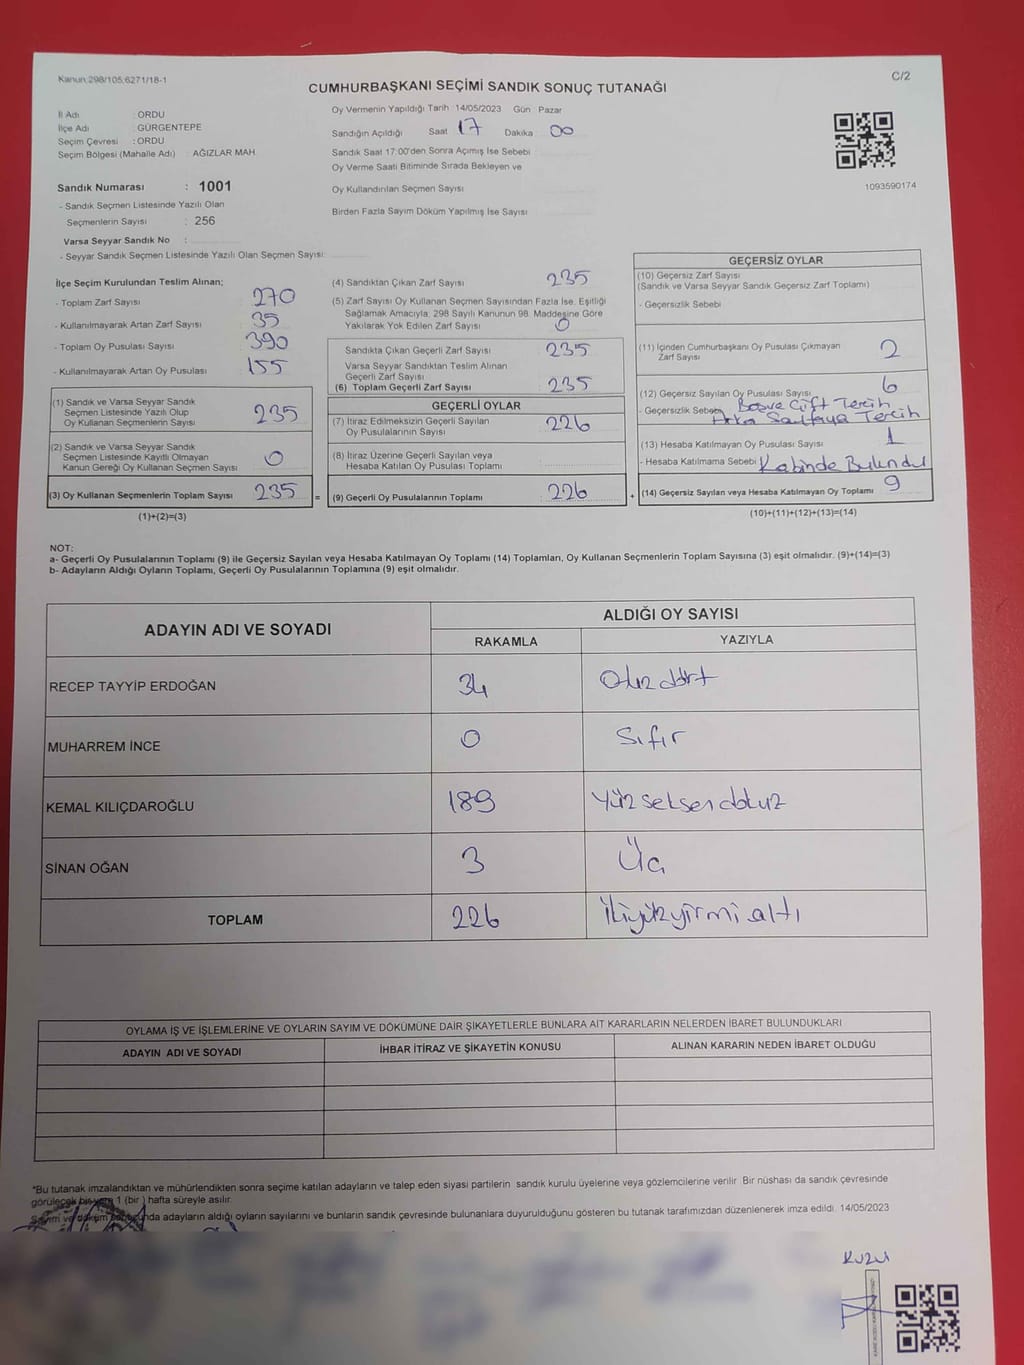 Kanun:298/105;6271/18-1
C/2
CUMHURBAŞKANI SEÇİMİ SANDIK SONUÇ TUTANAĞI
İl Adı : ORDU
İlçe Adı : GÜRGENTEPE
Seçim Çevresi : ORDU
Seçim Bölgesi (Mahalle Adı) : AĞIZLAR MAH.
Sandık Numarası : 1001
- Sandık Seçmen Listesinde Yazılı Olan
Seçmenlerin Sayısı : 256
Varsa Seyyar Sandık No :
- Seyyar Sandık Seçmen Listesinde Yazılı Olan Seçmen Sayısı:
Oy Vermenin Yapıldığı Tarih 14/05/2023 Gün Pazar
Sandığın Açıldığı Saat 17 Dakika 00
Sandık Saat 17:00'den Sonra Açımış İse Sebebi
Oy Verme Saati Bitiminde Sırada Bekleyen ve
Oy Kullandırılan Seçmen Sayısı
Birden Fazla Sayım Döküm Yapılmış İse Sayısı
1093590174
İlçe Seçim Kurulundan Teslim Alınan;
- Toplam Zarf Sayısı 270
- Kullanılmayarak Artan Zarf Sayısı 35
- Toplam Oy Pusulası Sayısı 390
- Kullanılmayarak Artan Oy Pusulası 155
(1) Sandık ve Varsa Seyyar Sandık
Seçmen Listesinde Yazılı Olup
Oy Kullanan Seçmenlerin Sayısı 235
(2) Sandık ve Varsa Seyyar Sandık
Seçmen Listesinde Kayıtlı Olmayan
Kanun Gereği Oy Kullanan Seçmen Sayısı 0
(3) Oy Kullanan Seçmenlerin Toplam Sayısı 235 =
(1)+(2)=(3)
(4) Sandıktan Çıkan Zarf Sayısı 235
(5) Zarf Sayısı Oy Kullanan Seçmen Sayısından Fazla İse, Eşitliği
Sağlamak Amacıyla, 298 Sayılı Kanunun 98. Maddesine Göre
Yakılarak Yok Edilen Zarf Sayısı 0
Sandıkta Çıkan Geçerli Zarf Sayısı 235
Varsa Seyyar Sandıktan Teslim Alınan
Geçerli Zarf Sayısı
(6) Toplam Geçerli Zarf Sayısı 235
GEÇERLİ OYLAR
(7) İtiraz Edilmeksizin Geçerli Sayılan
Oy Pusulalarının Sayısı 226
(8) İtiraz Üzerine Geçerli Sayılan veya
Hesaba Katılan Oy Pusulası Toplamı
(9) Geçerli Oy Pusulalarının Toplamı 226 +
GEÇERSİZ OYLAR
(10) Geçersiz Zarf Sayısı
(Sandık ve Varsa Seyyar Sandık Geçersiz Zarf Toplamı)
- Geçersizlik Sebebi
(11) İçinden Cumhurbaşkanı Oy Pusulası Çıkmayan
Zarf Sayısı 2
(12) Geçersiz Sayılan Oy Pusulası Sayısı 6
- Geçersizlik Sebebi Boşve Çift Tercih
Arka Sayfaya Tercih
(13) Hesaba Katılmayan Oy Pusulası Sayısı 1
- Hesaba Katılmama Sebebi Kabinde Bulundu
(14) Geçersiz Sayılan veya Hesaba Katılmayan Oy Toplamı 9
(10)+(11)+(12)+(13)=(14)
NOT:
a- Geçerli Oy Pusulalarının Toplamı (9) ile Geçersiz Sayılan veya Hesaba Katılmayan Oy Toplamı (14) Toplamları, Oy Kullanan Seçmenlerin Toplam Sayısına (3) eşit olmalıdır. (9)+(14)=(3)
b- Adayların Aldığı Oyların Toplamı, Geçerli Oy Pusulalarının Toplamına (9) eşit olmalıdır.
ADAYIN ADI VE SOYADI
ALDIĞI OY SAYISI
RAKAMLA YAZIYLA
RECEP TAYYİP ERDOĞAN 34 Otuz dört
MUHARREM İNCE 0 Sıfır
KEMAL KILIÇDAROĞLU 189 Yüz seksen dokuz
SİNAN OĞAN 3 Üç
TOPLAM 226 İkiyüzyirmi altı
OYLAMA İŞ VE İŞLEMLERİNE VE OYLARIN SAYIM VE DÖKÜMÜNE DAİR ŞİKAYETLERLE BUNLARA AİT KARARLARIN NELERDEN İBARET BULUNDUKLARI
ADAYIN ADI VE SOYADI İHBAR İTİRAZ VE ŞİKAYETİN KONUSU ALINAN KARARIN NEDEN İBARET OLDUĞU
*Bu tutanak imzalandıktan ve mühürlendikten sonra seçime katılan adayların ve talep eden siyasi partilerin sandık kurulu üyelerine veya gözlemcilerine verilir. Bir nüshası da sandık çevresinde
görülecek bir yere 1 (bir ) hafta süreyle asılır.
Sayım ve döküm sonucunda adayların aldığı oyların sayılarını ve bunların sandık çevresinde bulunanlara duyurulduğunu gösteren bu tutanak tarafımızdan düzenlenerek imza edildi. 14/05/2023
Kuzu